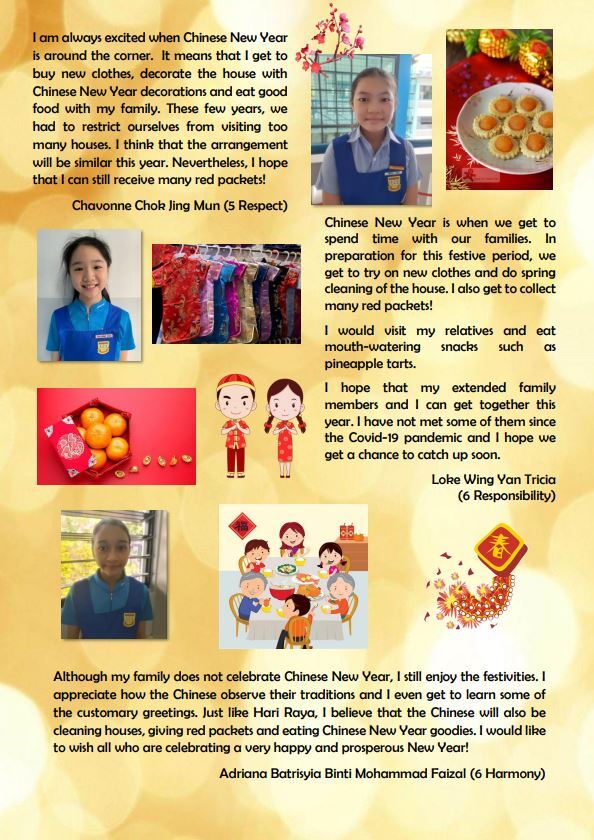 I am always excited when Chinese New Year
is around the corner. It means that I get to
buy new clothes, decorate the house with
Chinese New Year decorations and eat good
food with my family. These few years, we
had to restrict ourselves from visiting too
many houses. I think that the arrangement
will be similar this year. Nevertheless, I hope
that I can still receive many red packets!
Chavonne Chok Jing Mun (5 Respect)
Chinese New Year is when we get to
spend time with our families. In
preparation for this festive period, we
get to try on new clothes and do spring
cleaning of the house. I also get to collect
many red packets!
I would visit my relatives and eat
mouth-watering snacks such as
pineapple tarts.
I hope that my extended family
members and I can get together this
year. I have not met some of them since
the Covid-19 pandemic and I hope we
get a chance to catch up soon.
Loke Wing Yan Tricia
(6 Responsibility)
福
春
Although my family does not celebrate Chinese New Year, I still enjoy the festivities. I
appreciate how the Chinese observe their traditions and I even get to learn some of
the customary greetings. Just like Hari Raya, I believe that the Chinese will also be
cleaning houses, giving red packets and eating Chinese New Year goodies. I would like
to wish all who are celebrating a very happy and prosperous New Year!
Adriana Batrisyia Binti Mohammad Faizal (6 Harmony)